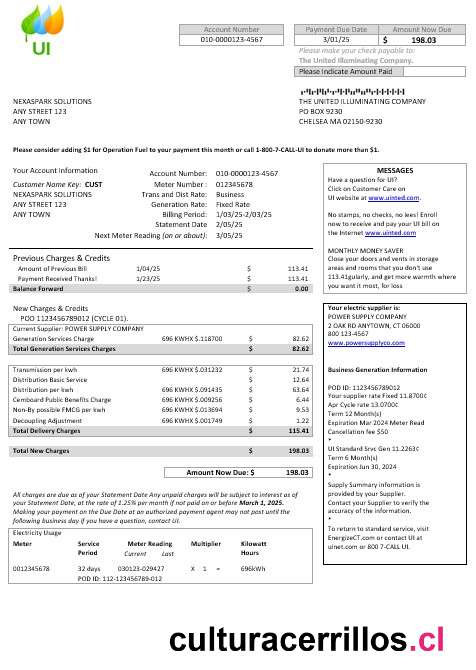 UI
Account Number
010-0000123-4567
Payment Due Date Amount Now Due
3/01/25 $ 198.03
Please make your check payable to:
The United Illuminating Company.
Please Indicate Amount Paid
NEXASPARK SOLUTIONS
ANY STREET 123
ANY TOWN
THE UNITED ILLUMINATING COMPANY
PO BOX 9230
CHELSEA MA 02150-9230
Please consider adding $1 for Operation Fuel to your payment this month or call 1-800-7-CALL-UI to donate more than $1.
Your Account Information
Customer Name Key: CUST
NEXASPARK SOLUTIONS
ANY STREET 123
ANY TOWN
Account Number: 010-0000123-4567
Meter Number : 012345678
Trans and Dist Rate: Business
Generation Rate: Fixed Rate
Billing Period: 1/03/25-2/03/25
Statement Date 2/05/25
Next Meter Reading (on or about): 3/05/25
Previous Charges & Credits
Amount of Previous Bill 1/04/25 $ 113.41
Payment Received Thanks! 1/23/25 $ 113.41
Balance Forward $ 0.00
New Charges & Credits
POD 1123456789012 (CYCLE 01).
Current Supplier: POWER SUPPLY COMPANY
Generation Services Charge 696 KWHX $.118700 $ 82.62
Total Generation Services Charges $ 82.62
Transmission per kwh 696 KWHX $.031232 $ 21.74
Distribution Basic Service $ 12.64
Distribution per kwh 696 KWHX $.091435 $ 63.64
Cembond Public Benefits Charge 696 KWHX $.009256 $ 6.44
Non-By possible FMCG per kwh 696 KWHX $.013694 $ 9.53
Decoupling Adjustment 696 KWHX $.001749 $ 1.22
Total Delivery Charges $ 115.41
Total New Charges $ 198.03
Amount Now Due: $ 198.03
All charges are due as of your Statement Date Any unpaid charges will be subject to interest as of
your Statement Date, at the rate of 1.25% per month if not paid on or before March 1, 2025.
Making your payment on the Due Date at an authorized payment agent may not post until the
following business day if you have a question, contact UI.
Electricity Usage
Meter Service Period Meter Reading Current Last Multiplier Kilowatt Hours
0012345678 32 days 030123-029427 X 1 = 696kWh
POD ID: 112-123456789-012
MESSAGES
Have a question for UI?
Click on Customer Care on
UI website at www.uinted.com.
No stamps, no checks, no lees! Enroll
now to receive and pay your UI bill on
the Internet www.uinted.com
MONTHLY MONEY SAVER
Close your doors and vents in storage
areas and rooms that you don't use
113.41gularly, and get more warmth where
you want it most, for loss
Your electric supplier is:
POWER SUPPLY COMPANY
2 OAK RD ANYTOWN, CT 06000
800 123-4567
www.powersupplyco.com
Business Generation Information
POD ID: 1123456789012
Your supplier rate Fixed 11.8700¢
Apr Cycle rate 13.0700¢
Term 12 Month(s)
Expiration Mar 2024 Meter Read
Cancellation fee $50
*
UI Standard Srvc Gen 11.2263¢
Term 6 Month(s)
Expiration Jun 30, 2024
*
Supply Summary information is
provided by your Supplier.
Contact your Supplier to verify the
accuracy of the information.
*
To return to standard service, visit
EnergizeCT.com or contact UI at
uinet.com or 800 7-CALL UI.
culturacerrillos.cl